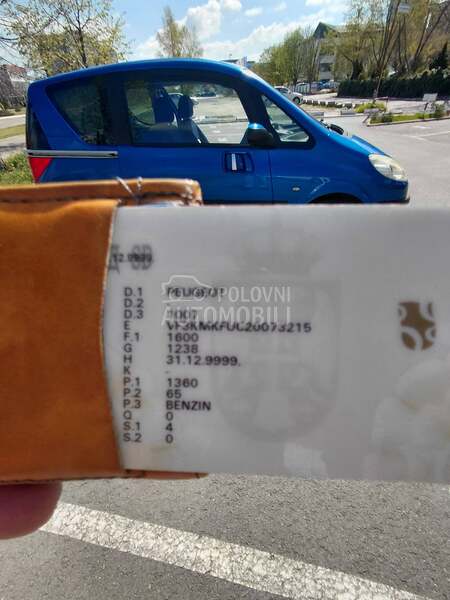 12.9999.
D.1 PEUGEOT
D.2 -
POLOVNI
AUTOMOBILI
D.3 1007
E VF3KMKFUC20073215
F.1 1600
G 1238
H 31.12.9999.
K -
P.1 1360
P.2 65
P.3 BENZIN
Q 0
S.1 4
S.2 0